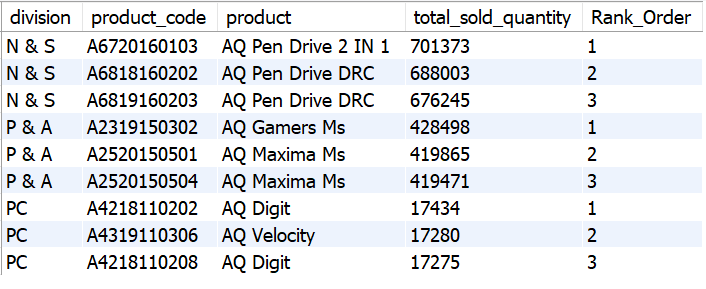 division product_code product total_sold_quantity Rank_Order
N & S A6720160103 AQ Pen Drive 2 IN 1 701373 1
N & S A6818160202 AQ Pen Drive DRC 688003 2
N & S A6819160203 AQ Pen Drive DRC 676245 3
P & A A2319150302 AQ Gamers Ms 428498 1
P & A A2520150501 AQ Maxima Ms 419865 2
P & A A2520150504 AQ Maxima Ms 419471 3
PC A4218110202 AQ Digit 17434 1
PC A4319110306 AQ Velocity 17280 2
PC A4218110208 AQ Digit 17275 3